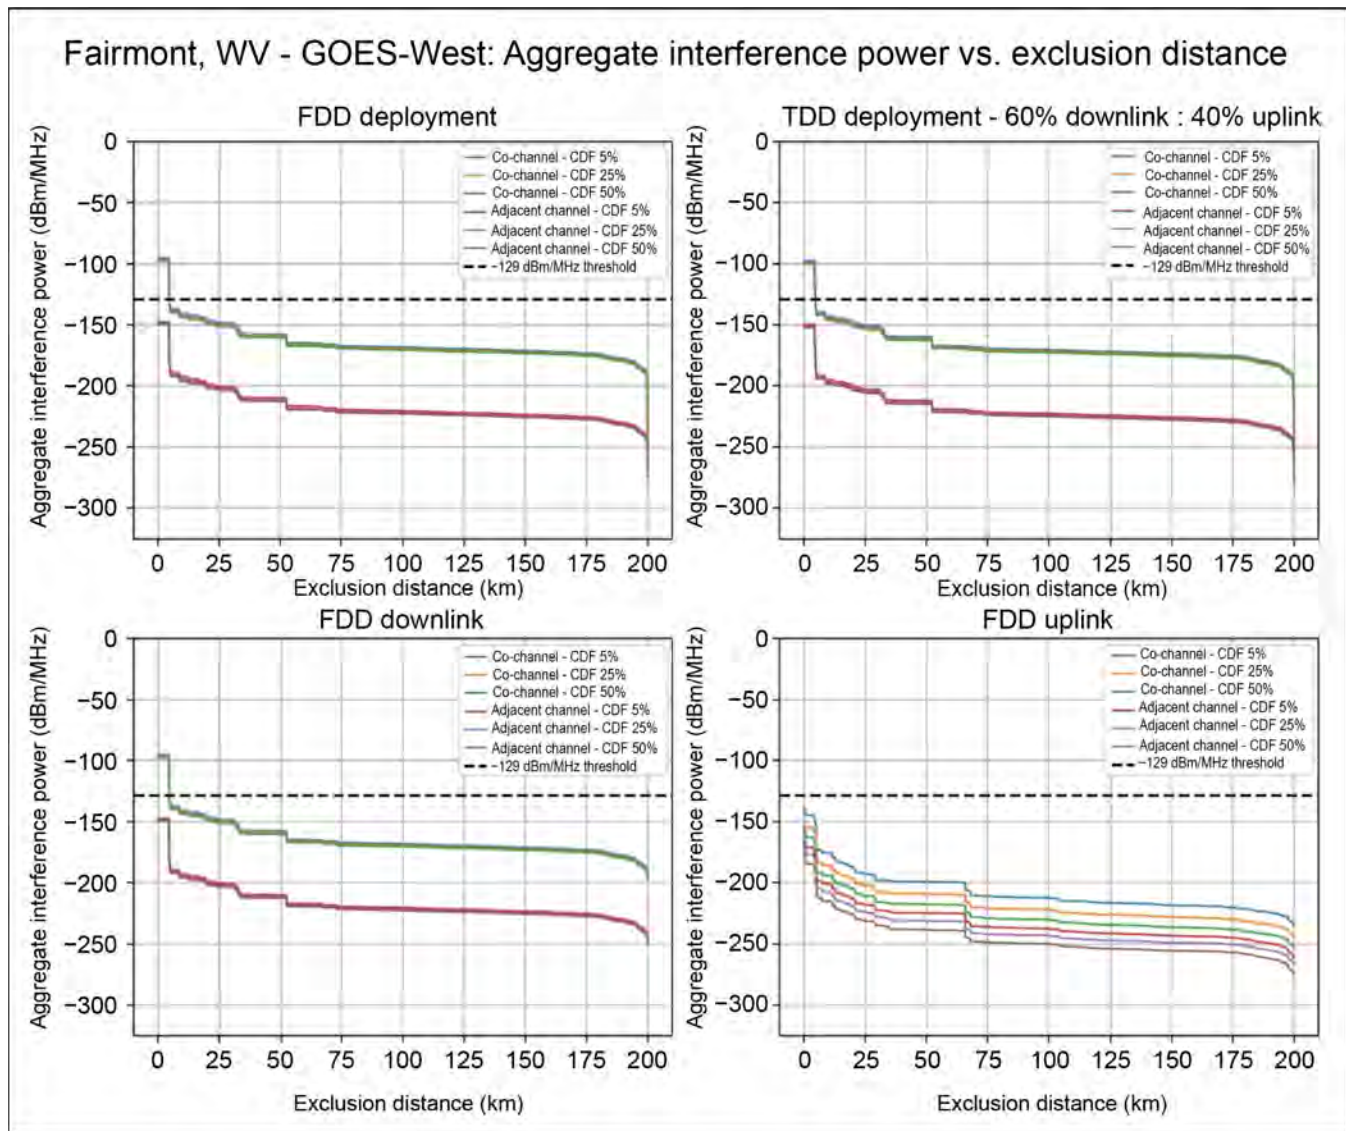 Fairmont, WV - GOES-West: Aggregate interference power vs. exclusion distance
FDD deployment
Aggregate interference power (dBm/MHz)
0
−50
−100
−150
−200
−250
−300
Co-channel - CDF 5%
Co-channel - CDF 25%
Co-channel - CDF 50%
Adjacent channel - CDF 5%
Adjacent channel - CDF 25%
Adjacent channel - CDF 50%
−129 dBm/MHz threshold
0 25 50 75 100 125 150 175 200
Exclusion distance (km)
TDD deployment - 60% downlink : 40% uplink
Aggregate interference power (dBm/MHz)
0
−50
−100
−150
−200
−250
−300
Co-channel - CDF 5%
Co-channel - CDF 25%
Co-channel - CDF 50%
Adjacent channel - CDF 5%
Adjacent channel - CDF 25%
Adjacent channel - CDF 50%
−129 dBm/MHz threshold
0 25 50 75 100 125 150 175 200
Exclusion distance (km)
FDD downlink
Aggregate interference power (dBm/MHz)
0
−50
−100
−150
−200
−250
−300
Co-channel - CDF 5%
Co-channel - CDF 25%
Co-channel - CDF 50%
Adjacent channel - CDF 5%
Adjacent channel - CDF 25%
Adjacent channel - CDF 50%
−129 dBm/MHz threshold
0 25 50 75 100 125 150 175 200
Exclusion distance (km)
FDD uplink
Aggregate interference power (dBm/MHz)
0
−50
−100
−150
−200
−250
−300
Co-channel - CDF 5%
Co-channel - CDF 25%
Co-channel - CDF 50%
Adjacent channel - CDF 5%
Adjacent channel - CDF 25%
Adjacent channel - CDF 50%
−129 dBm/MHz threshold
0 25 50 75 100 125 150 175 200
Exclusion distance (km)